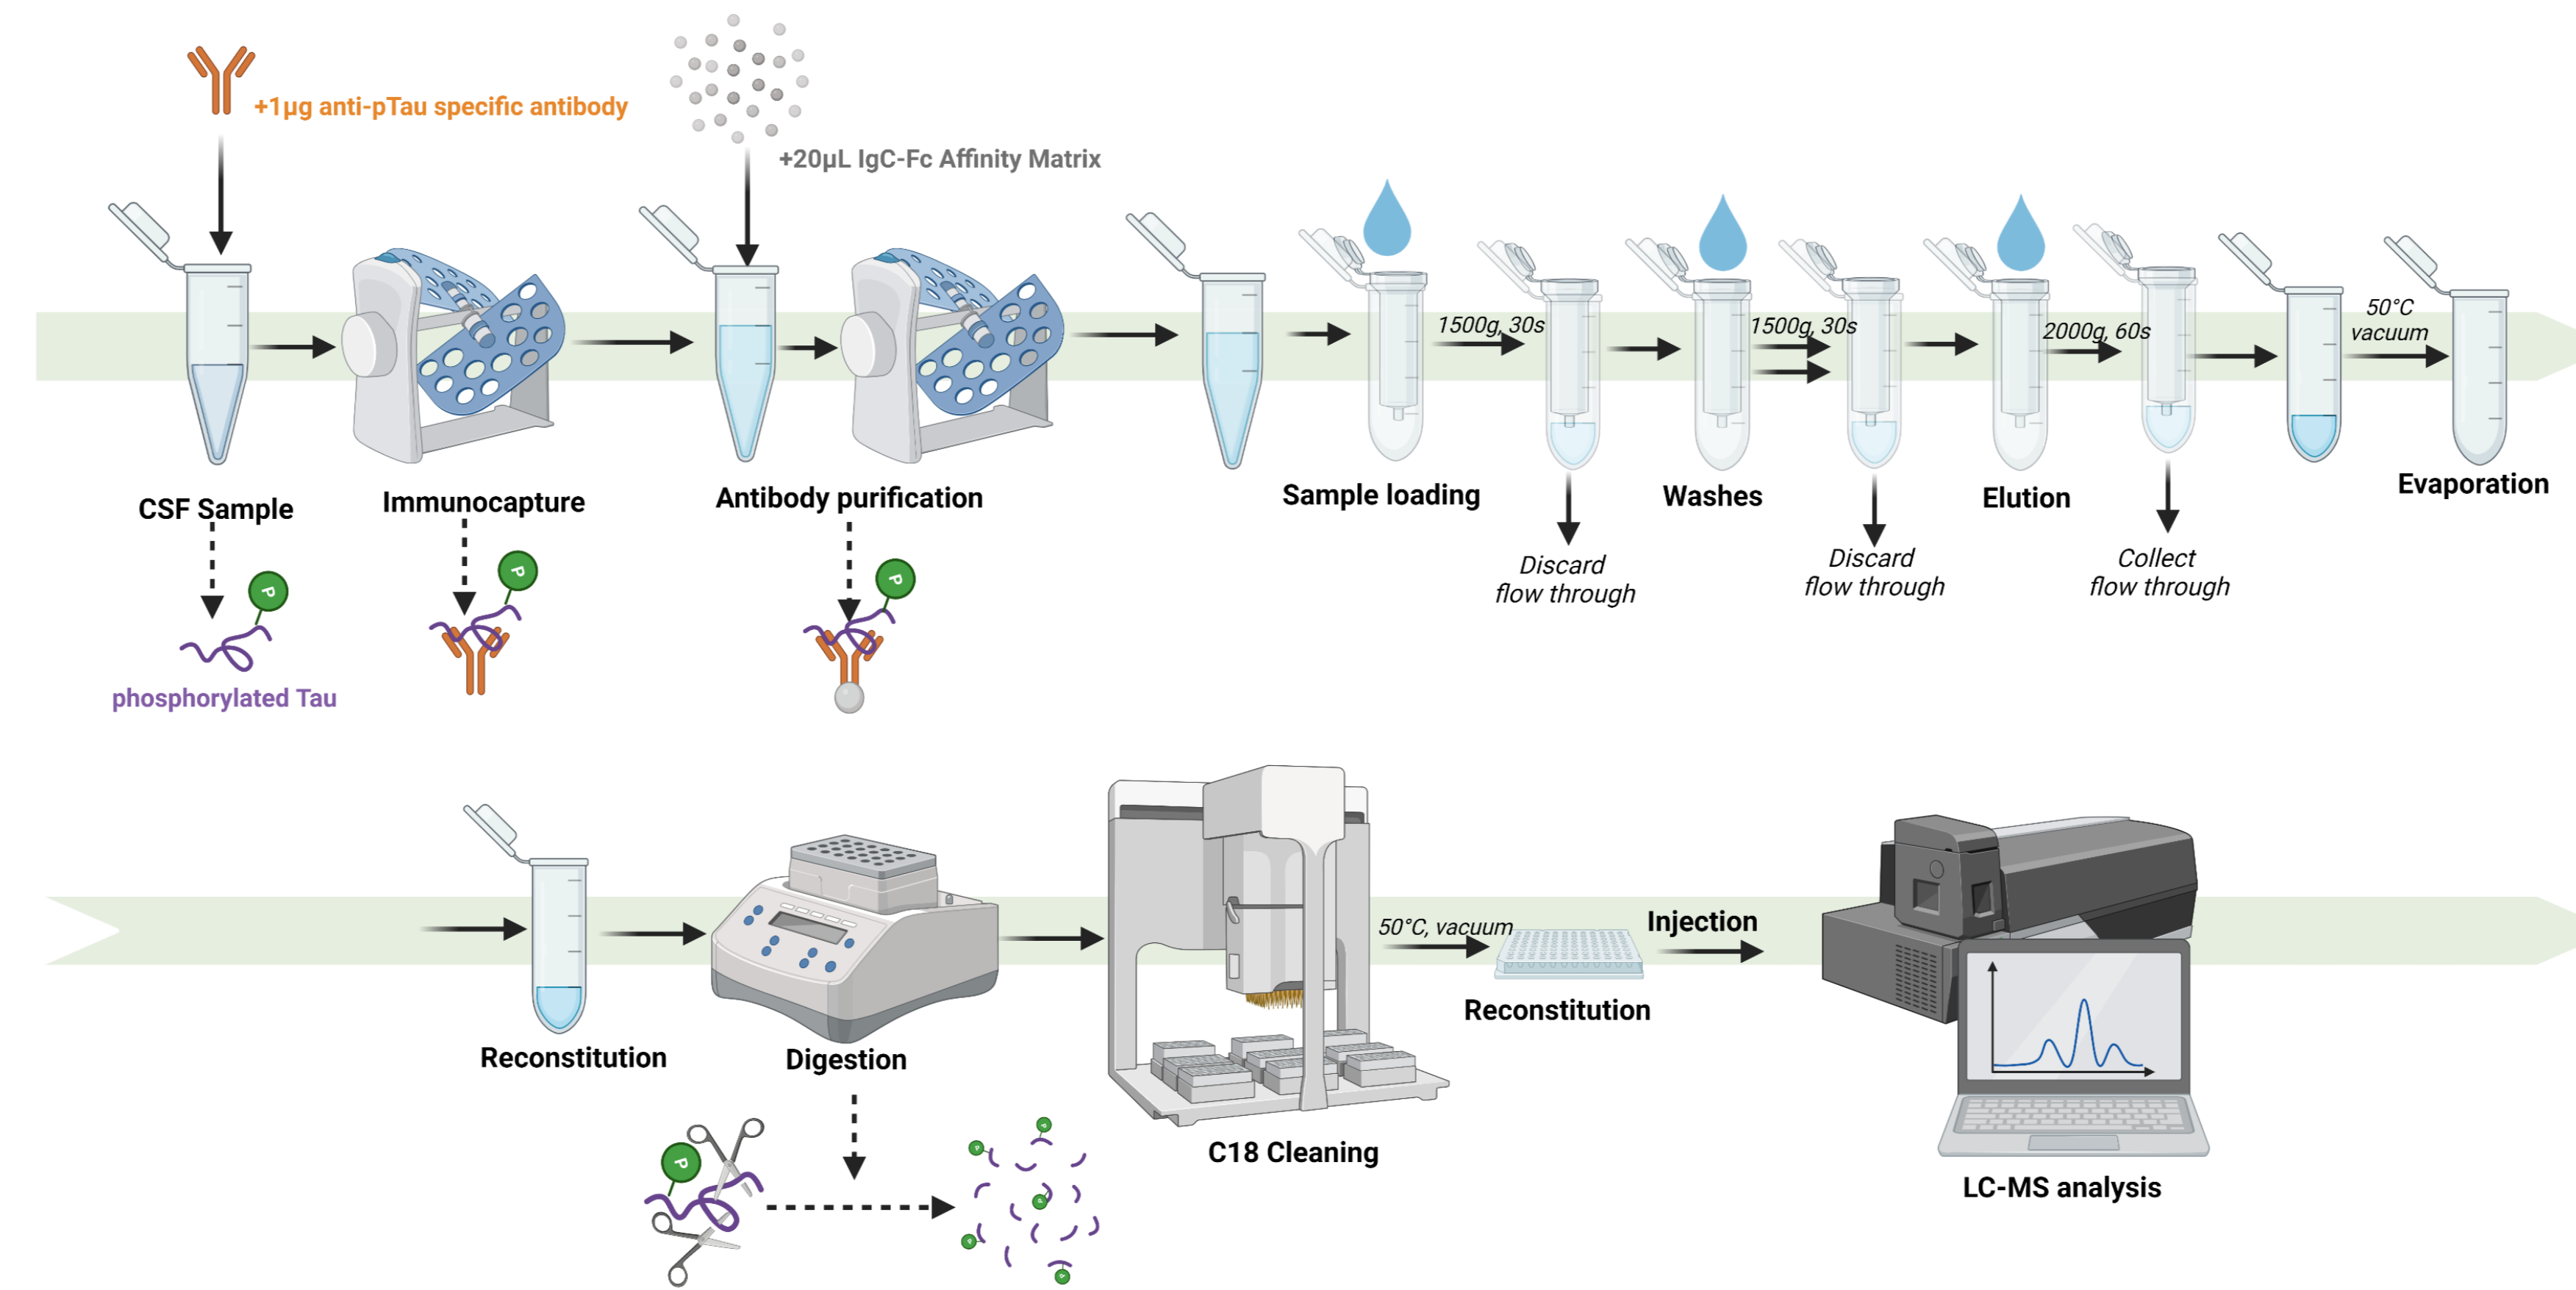 +1µg anti-pTau specific antibody
+20µL IgC-Fc Affinity Matrix
1500g, 30s
1500g, 30s
2000g, 60s
50°C
vacuum
CSF Sample
Immunocapture
Antibody purification
Sample loading
Washes
Elution
Evaporation
Discard
flow through
Discard
flow through
Collect
flow through
P
P
P
phosphorylated Tau
50°C, vacuum
Injection
Reconstitution
Reconstitution
Digestion
C18 Cleaning
LC-MS analysis
P
P
P
P
P
P